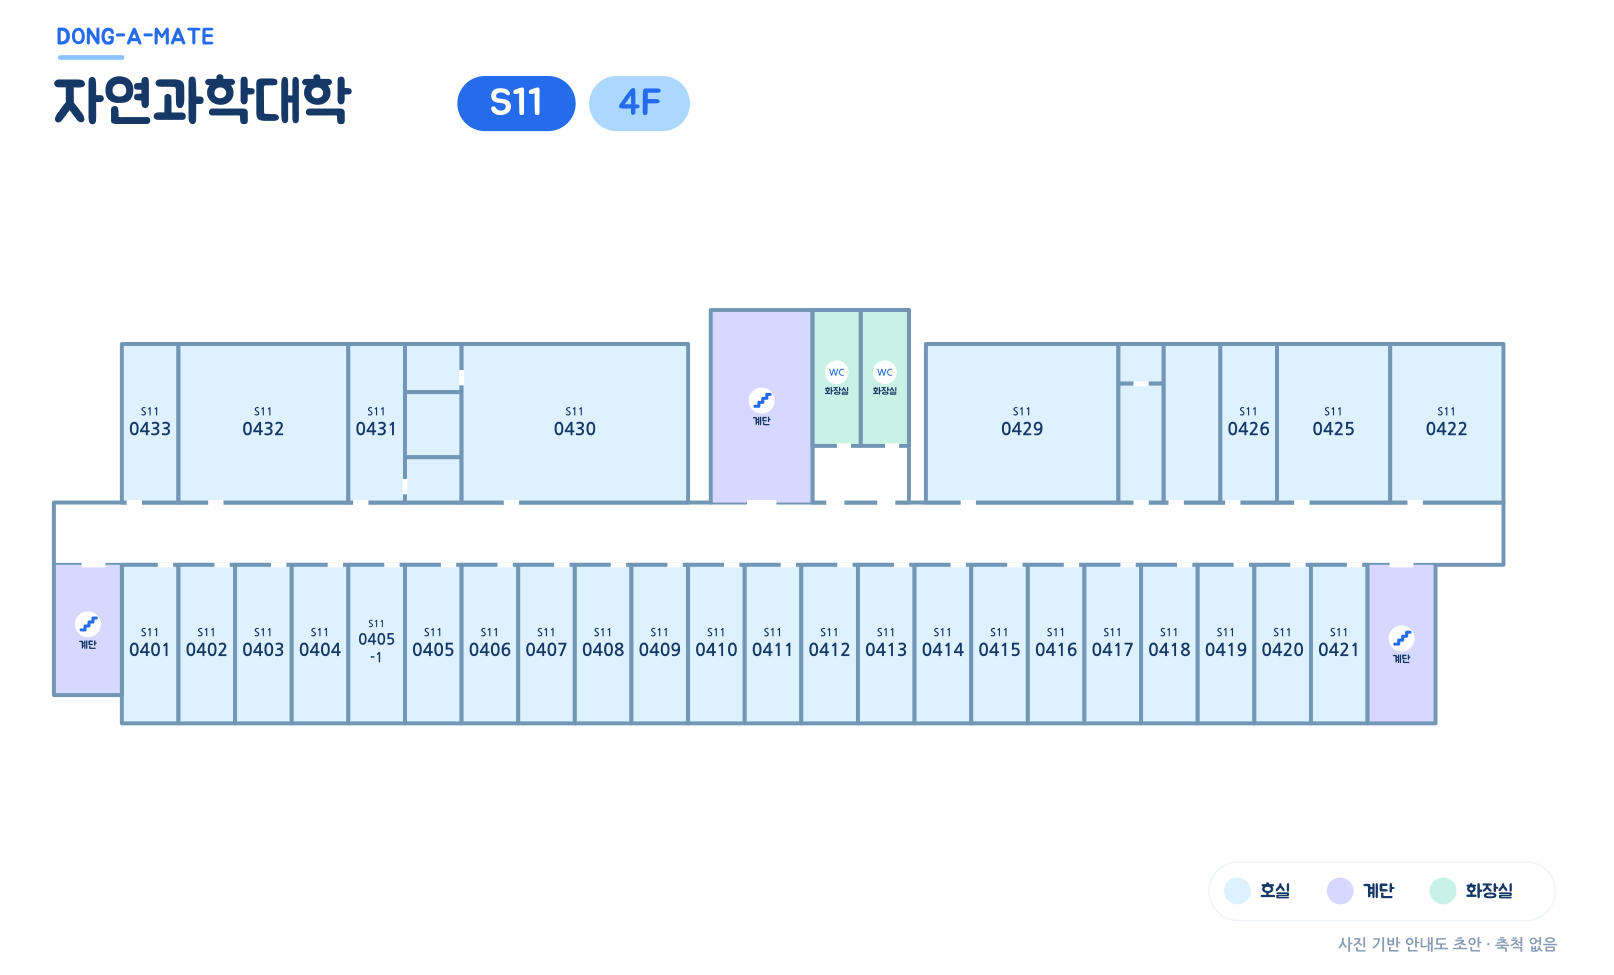 DONG-A-MATE
자연과학대학
S11
4F
S11
0433
S11
0432
S11
0431
S11
0430
계단
WC
화장실
WC
화장실
S11
0429
S11
0426
S11
0425
S11
0422
계단
S11
0401
S11
0402
S11
0403
S11
0404
S11
0405
-1
S11
0405
S11
0406
S11
0407
S11
0408
S11
0409
S11
0410
S11
0411
S11
0412
S11
0413
S11
0414
S11
0415
S11
0416
S11
0417
S11
0418
S11
0419
S11
0420
S11
0421
계단
호실
계단
화장실
사진 기반 안내도 초안 · 축척 없음